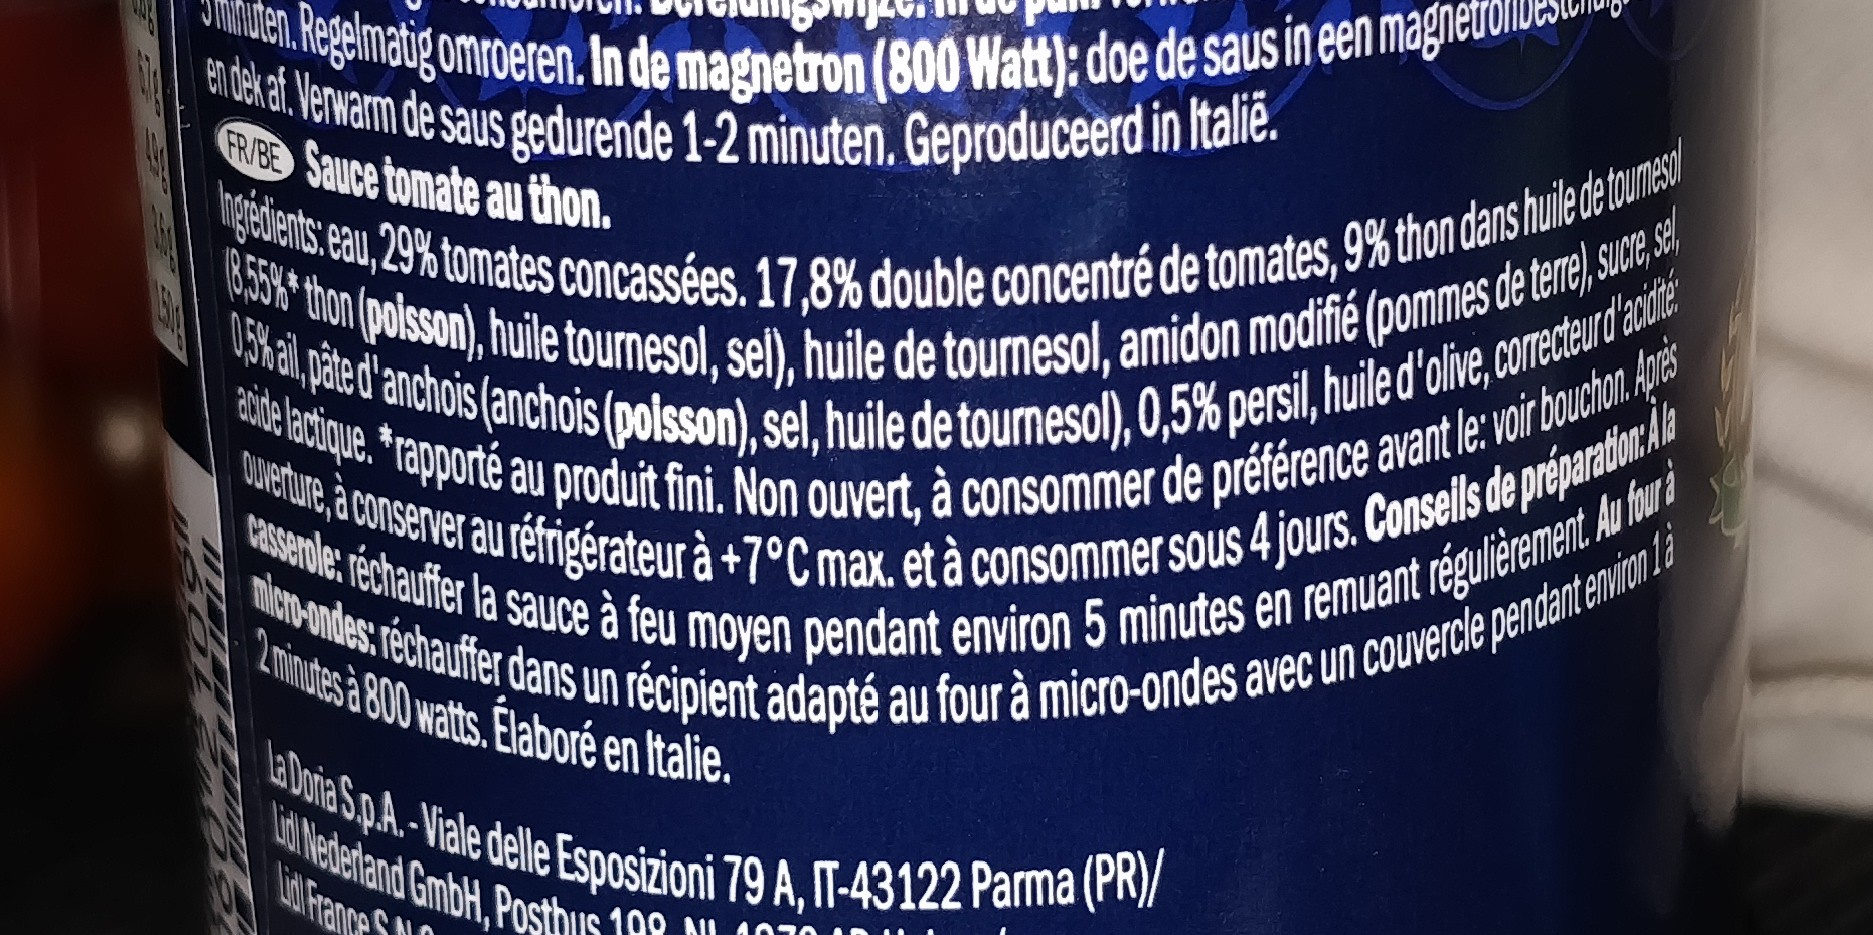 minuten. Regelmatig omroeren. In de magnetron (800 Watt): doe de saus in een
en dek af. Verwarm de saus gedurende 1-2 minuten. Geproduceerd in Italië.
FR/BE Sauce tomate au thon.
Ingrédients: eau, 29% tomates concassées. 17,8% double concentré de tomates, 9% thon dans huile de tournesol
(8,55%* thon (poisson), huile tournesol, sel), huile de tournesol, amidon modifié (pommes de terre), sucre, sel,
0,5% ail, pâte d'anchois (anchois (poisson), sel, huile de tournesol), 0,5% persil, huile d'olive, correcteur d'acidité:
acide lactique. *rapporté au produit fini. Non ouvert, à consommer de préférence avant le: voir bouchon. Après
ouverture, à conserver au réfrigérateur à +7°C max. et à consommer sous 4 jours. Conseils de préparation: À la
casserole: réchauffer la sauce à feu moyen pendant environ 5 minutes en remuant régulièrement. Au four à
micro-ondes: réchauffer dans un récipient adapté au four à micro-ondes avec un couvercle pendant environ 1 à
2 minutes à 800 watts. Élaboré en Italie.
La Doria S.p.A. - Viale delle Esposizioni 79 A, IT-43122 Parma (PR)/
Lidl Nederland GmbH, Postbus 198
Lidl France